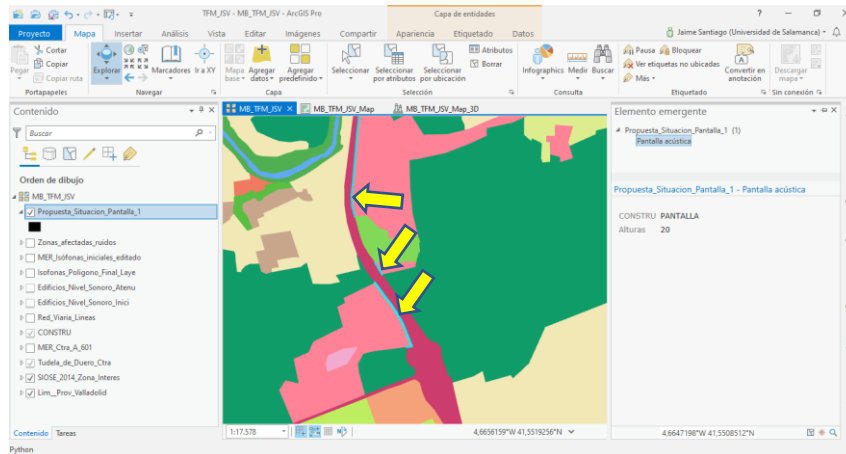 TFM_JSV - MB_TFM_JSV - ArcGIS Pro
Capa de entidades
?
Proyecto
Mapa
Insertar
Análisis
Vista
Editar
Imágenes
Compartir
Apariencia
Etiquetado
Datos
Jaime Santiago (Universidad de Salamanca)
Pegar
Cortar
Copiar
Copiar ruta
Portapapeles
Explorar
Marcadores
Ir a XY
Navegar
Mapa base
Agregar datos
Agregar predefinido
Capa
Seleccionar
Seleccionar por atributos
Seleccionar por ubicación
Atributos
Borrar
Selección
Infographics
Medir
Buscar
Consulta
Pausa
Bloquear
Ver etiquetas no ubicadas
Más
Convertir en anotación
Etiquetado
Descargar mapa
Sin conexión
Contenido
Buscar
Orden de dibujo
MB_TFM_JSV
Propuesta_Situacion_Pantalla_1
Zonas_afectadas_ruidos
MER_Isófonas_iniciales_editado
Isofonas_Poligono_Final_Laye
Edificios_Nivel_Sonoro_Atenu
Edificios_Nivel_Sonoro_Inici
Red_Viaria_Lineas
CONSTRU
MER_Ctra_A_601
Tudela_de_Duero_Ctra
SIOSE_2014_Zona_Interes
Lim__Prov_Valladolid
Contenido
Tareas
Python
MB_TFM_JSV
MB_TFM_JSV_Map
MB_TFM_JSV_Map_3D
1:17.578
4,6656159°W 41,5519256°N
Elemento emergente
Propuesta_Situacion_Pantalla_1 (1)
Pantalla acústica
Propuesta_Situacion_Pantalla_1 - Pantalla acústica
CONSTRU PANTALLA
Alturas 20
4,6647198°W 41,5508512°N